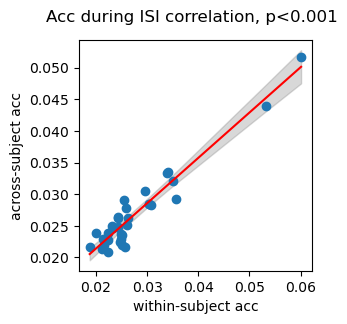 Acc during ISI correlation, p<0.001
0.050
0.045
0.040
0.035
0.030
0.025
0.020
across-subject acc
0.02 0.03 0.04 0.05 0.06
within-subject acc